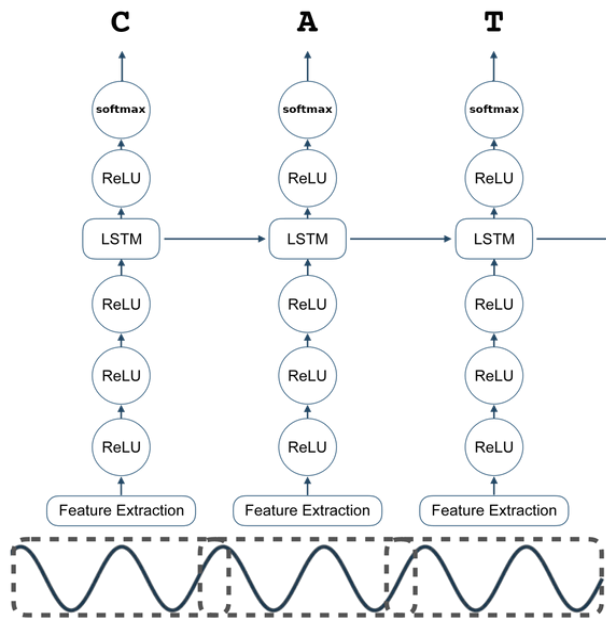 C A T
softmax softmax softmax
ReLU ReLU ReLU
LSTM LSTM LSTM
ReLU ReLU ReLU
ReLU ReLU ReLU
ReLU ReLU ReLU
Feature Extraction Feature Extraction Feature Extraction